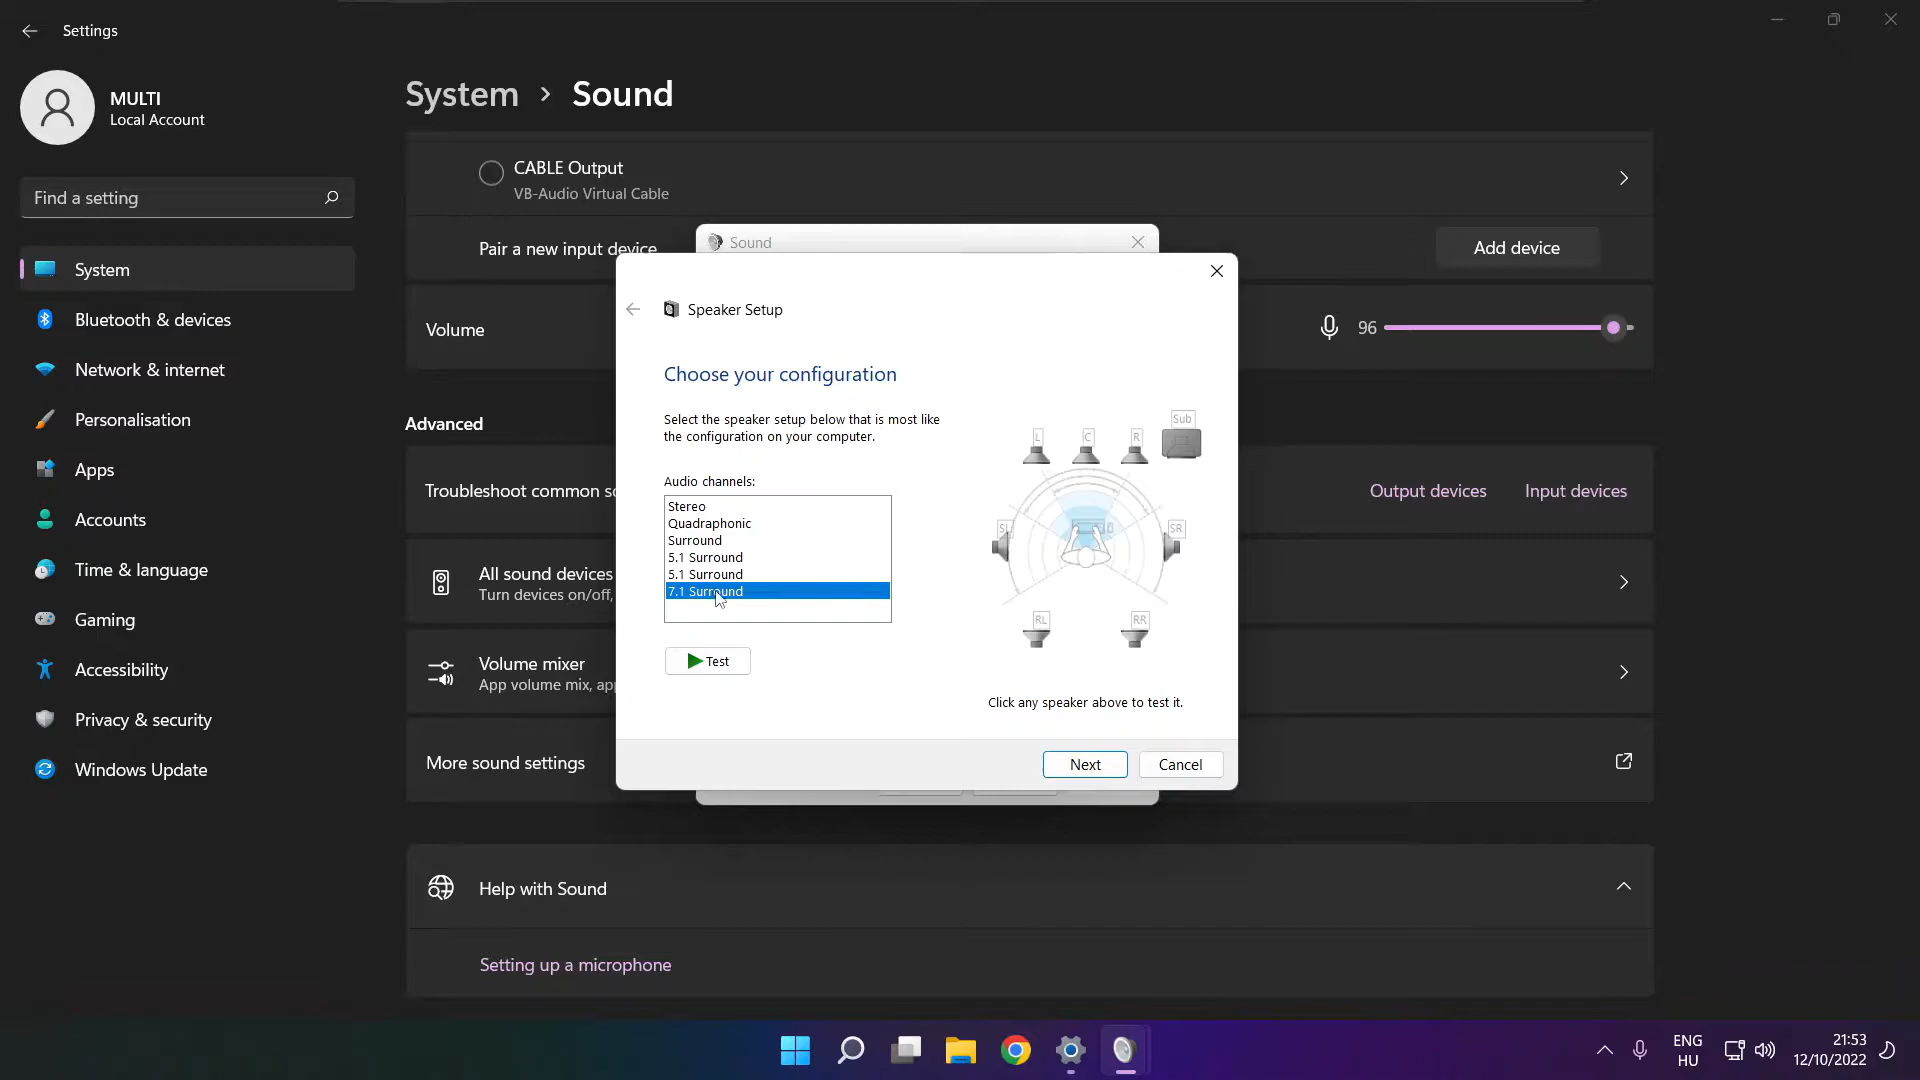 Settings
MULTI
Local Account
Find a setting
System
Bluetooth & devices
Network & internet
Personalisation
Apps
Accounts
Time & language
Gaming
Accessibility
Privacy & security
Windows Update
System > Sound
CABLE Output
VB-Audio Virtual Cable
Pair a new input device
Add device
Volume
96
Advanced
Troubleshoot common so
Output devices
Input devices
All sound devices
Turn devices on/off,
Volume mixer
App volume mix, app
More sound settings
Help with Sound
Setting up a microphone
Sound
Speaker Setup
Choose your configuration
Select the speaker setup below that is most like
the configuration on your computer.
Audio channels:
Stereo
Quadraphonic
Surround
5.1 Surround
5.1 Surround
7.1 Surround
Test
L
C
R
Sub
SL
SR
RL
RR
Click any speaker above to test it.
Next
Cancel
ENG
HU
21:53
12/10/2022